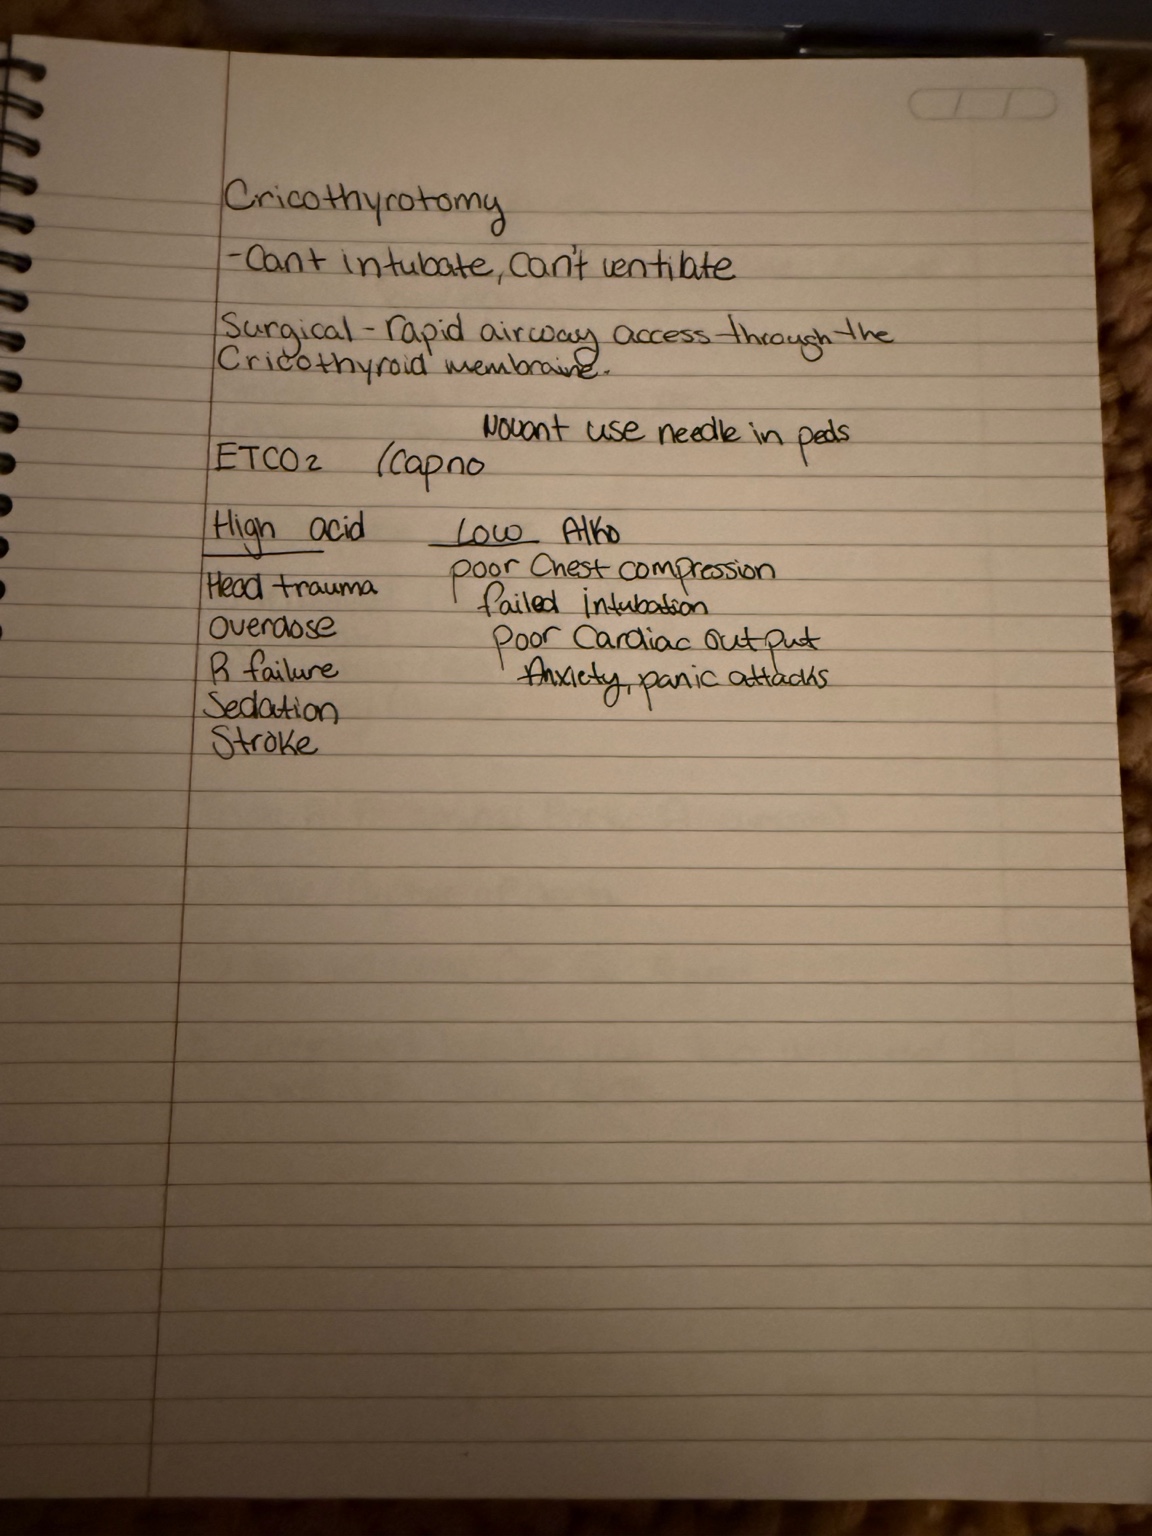 Cricothyrotomy
-Cant intubate, Can't ventilate
Surgical - rapid airway access through the
Cricothyroid membraine.
Novant use needle in peds
ETCO2 (Capno
High acid Low Alko
Head trauma poor Chest compression
failed intubation
overdose poor Cardiac output
R failure Anxiety, panic attacks
Sedation
Stroke